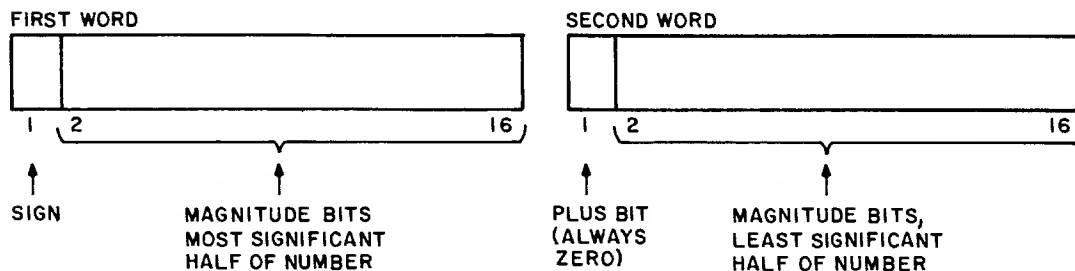 FIRST WORD
SECOND WORD
1 2 16
1 2 16
SIGN
MAGNITUDE BITS
MOST SIGNIFICANT
HALF OF NUMBER
PLUS BIT
(ALWAYS
ZERO)
MAGNITUDE BITS,
LEAST SIGNIFICANT
HALF OF NUMBER